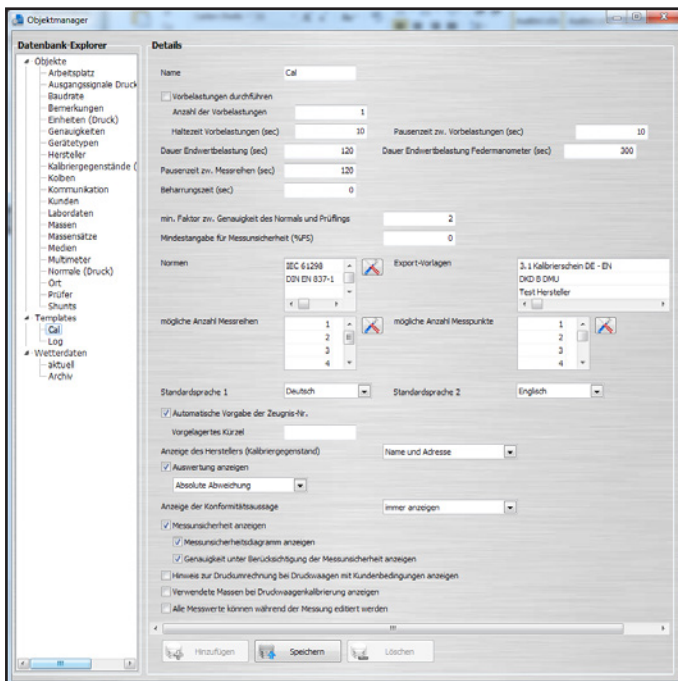 Objektmanager
Datenbank-Explorer
Objekte
Arbeitsplatz
Ausgangssignale Druck
Baudrate
Bemerkungen
Einheiten (Druck)
Genauigkeiten
Gerätetypen
Hersteller
Kalibriergegenstände (
Kolben
Kommunikation
Kunden
Labordaten
Massen
Massensätze
Medien
Multimeter
Normale (Druck)
Ort
Prüfer
Shunts
Templates
Cal
Log
Wetterdaten
aktuell
Archiv
Details
Name Cal
Vorbelastungen durchführen
Anzahl der Vorbelastungen 1
Haltezeit Vorbelastungen (sec) 10 Pausenzeit zw. Vorbelastungen (sec) 10
Dauer Endwertbelastung (sec) 120 Dauer Endwertbelastung Federmanometer (sec) 300
Pausenzeit zw. Messreihen (sec) 120
Beharrungszeit (sec) 0
min. Faktor zw. Genauigkeit des Normals und Prüflings 2
Mindestangabe für Messunsicherheit (%FS) 0
Normen IEC 61298 Export-Vorlagen 3.1 Kalibrierschein DE - EN
DIN EN 837-1 DKD B DMU
Test Hersteller
mögliche Anzahl Messreihen 1 mögliche Anzahl Messpunkte 1
2 2
3 3
4 4
Standardsprache 1 Deutsch Standardsprache 2 Englisch
Automatische Vorgabe der Zeugnis-Nr.
Vorgelagertes Kürzel
Anzeige des Herstellers (Kalibriergegenstand) Name und Adresse
Auswertung anzeigen
Absolute Abweichung
Anzeige der Konformitätsaussage immer anzeigen
Messunsicherheit anzeigen
Messunsicherheitsdiagramm anzeigen
Genauigkeit unter Berücksichtigung der Messunsicherheit anzeigen
Hinweis zur Druckumrechnung bei Druckwaagen mit Kundenbedingungen anzeigen
Verwendete Massen bei Druckwaagenkalibrierung anzeigen
Alle Messwerte können während der Messung editiert werden
Hinzufügen Speichern Löschen